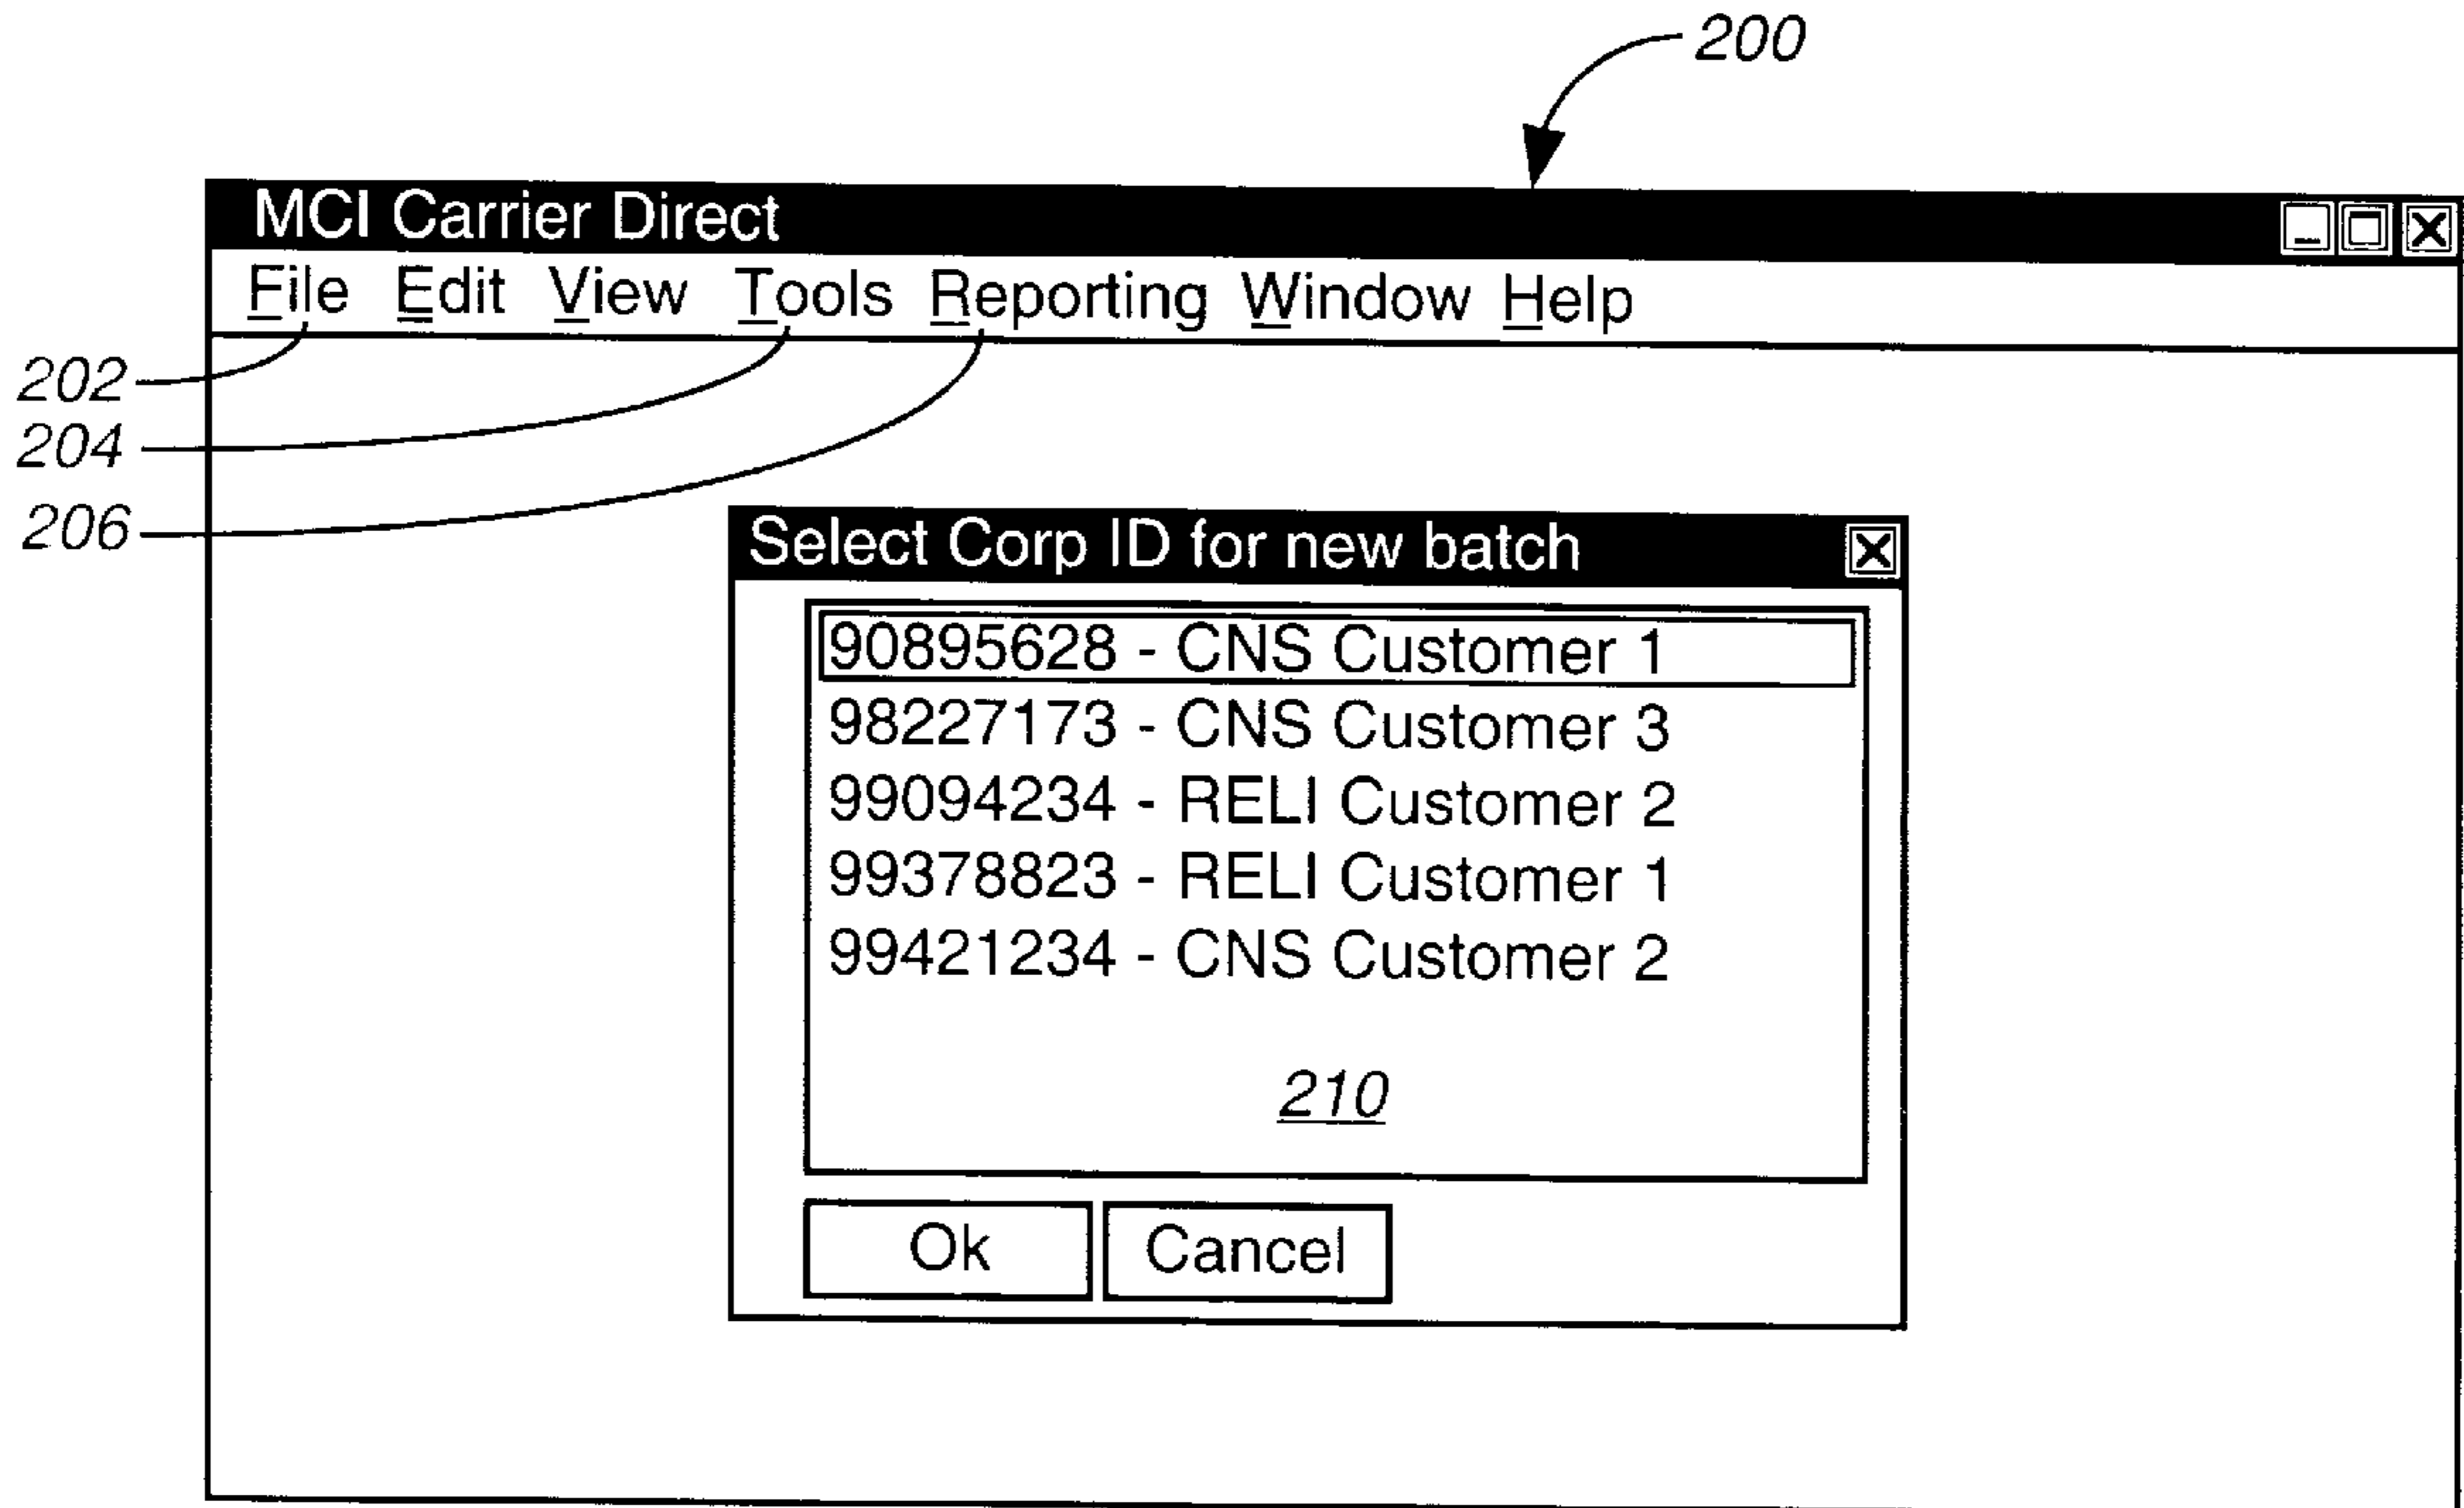 200
MCI Carrier Direct
File Edit View Tools Reporting Window Help
202
204
206
Select Corp ID for new batch
90895628 - CNS Customer 1
98227173 - CNS Customer 3
99094234 - RELI Customer 2
99378823 - RELI Customer 1
99421234 - CNS Customer 2
210
Ok Cancel